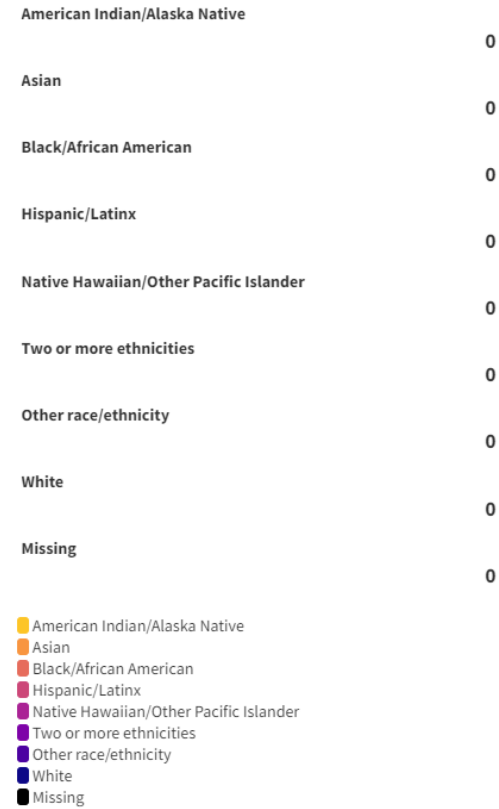 American Indian/Alaska Native
0
Asian
0
Black/African American
0
Hispanic/Latinx
0
Native Hawaiian/Other Pacific Islander
0
Two or more ethnicities
0
Other race/ethnicity
0
White
0
Missing
0
American Indian/Alaska Native
Asian
Black/African American
Hispanic/Latinx
Native Hawaiian/Other Pacific Islander
Two or more ethnicities
Other race/ethnicity
White
Missing